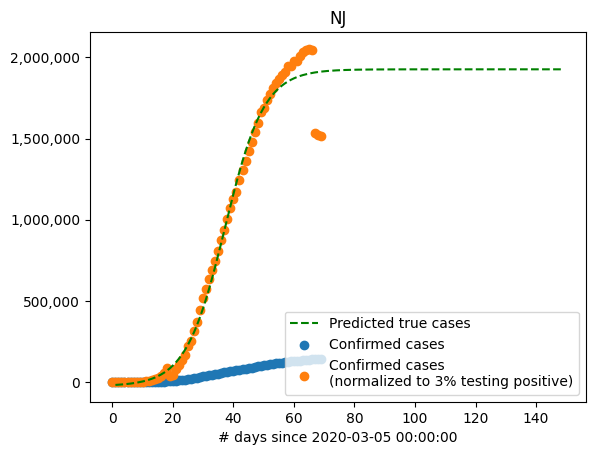 NJ
2,000,000
1,500,000
1,000,000
500,000
0
Predicted true cases
Confirmed cases
Confirmed cases
(normalized to 3% testing positive)
0 20 40 60 80 100 120 140
# days since 2020-03-05 00:00:00